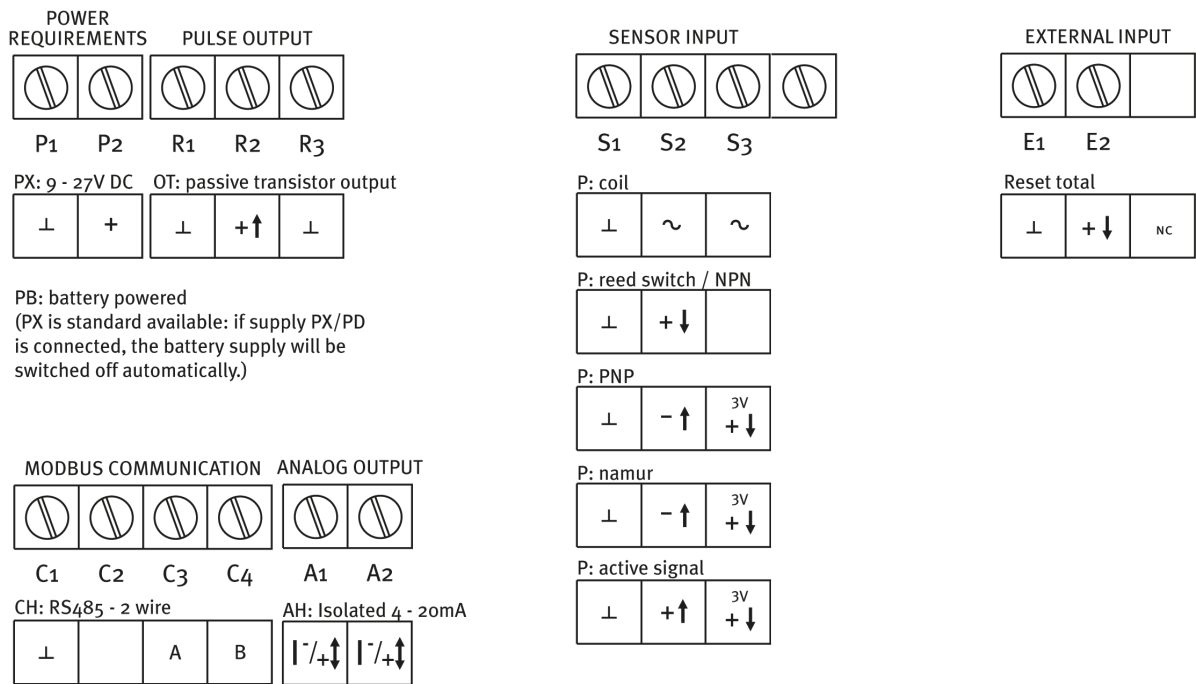 POWER
REQUIREMENTS
PULSE OUTPUT
P1 P2 R1 R2 R3
PX: 9 - 27V DC
OT: passive transistor output
⊥ + ⊥ +↑ ⊥
PB: battery powered
(PX is standard available: if supply PX/PD
is connected, the battery supply will be
switched off automatically.)
MODBUS COMMUNICATION
ANALOG OUTPUT
C1 C2 C3 C4 A1 A2
CH: RS485 - 2 wire
AH: Isolated 4 - 20mA
⊥ A B I-/+↕ I-/+↕
SENSOR INPUT
S1 S2 S3
P: coil
⊥ ~ ~
P: reed switch / NPN
⊥ +↓
P: PNP
3V
⊥ -↑ +↓
P: namur
3V
⊥ -↑ +↓
P: active signal
3V
⊥ +↑ +↓
EXTERNAL INPUT
E1 E2
Reset total
⊥ +↓ NC